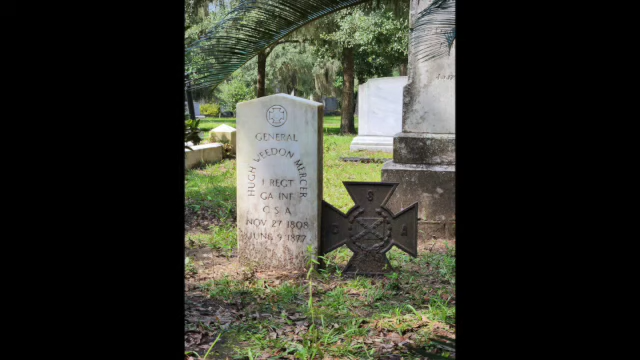 GENERAL
HUGH WEEDON MERCER
1 REGT
GA INF
C S A
NOV 27 1808
JUNE 9 1877
S
C A